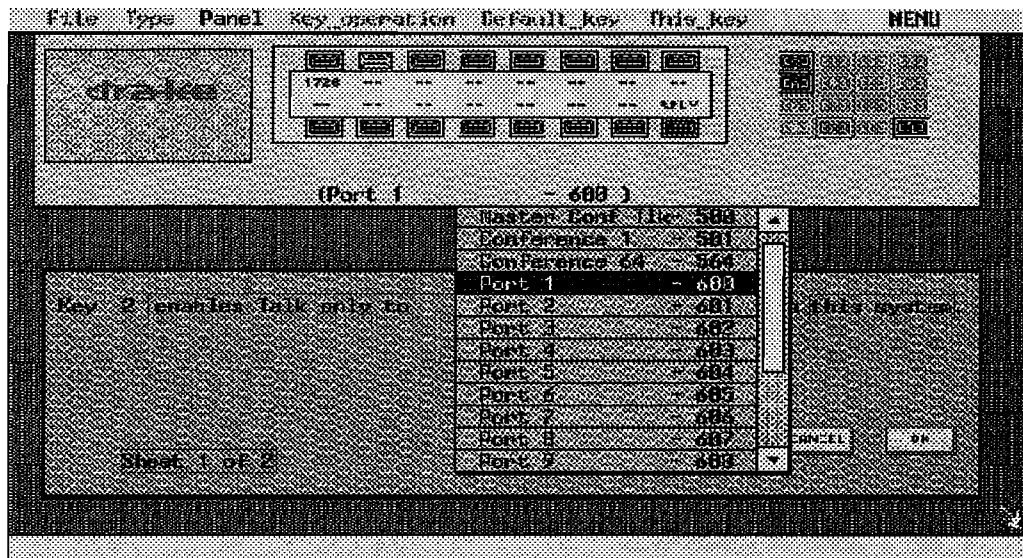 File Type Panel Key_operation Default_key This_key MENU
drake
1726 -- -- -- -- -- -- --
-- -- -- -- -- -- --
(Port 1 - 600 )
Master Conf - 500
Conference 1 - 501
Conference 64 - 564
Port 1 - 600
Key 2 enables Talk only to this system.
Port 2 - 601
Port 3 - 602
Port 4 - 603
Port 5 - 604
Port 6 - 605
Port 7 - 606
Port 8 - 607
CANCEL OK
Port 9 - 608
Sheet 1 of 2